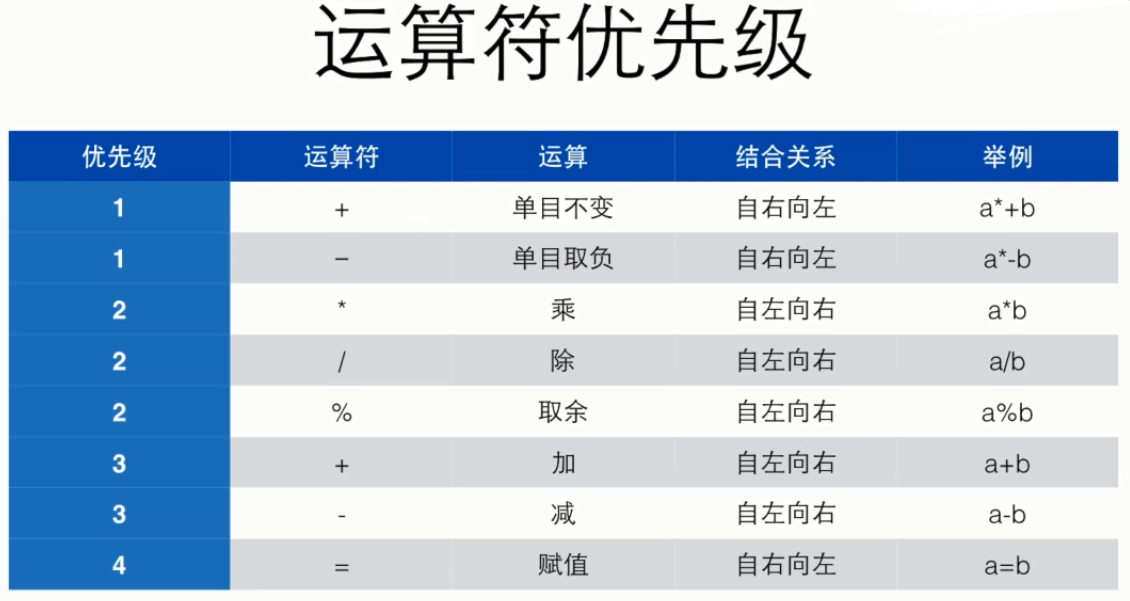 运算符优先级
优先级 运算符 运算 结合关系 举例
1 + 单目不变 自右向左 a*+b
1 − 单目取负 自右向左 a*-b
2 * 乘 自左向右 a*b
2 / 除 自左向右 a/b
2 % 取余 自左向右 a%b
3 + 加 自左向右 a+b
3 - 减 自左向右 a-b
4 = 赋值 自右向左 a=b